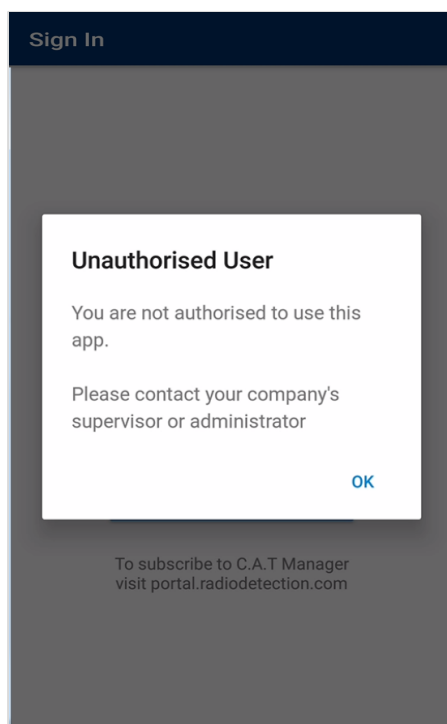 Sign In
Unauthorised User
You are not authorised to use this
app.
Please contact your company's
supervisor or administrator
OK
To subscribe to C.A.T Manager
visit portal.radiodetection.com